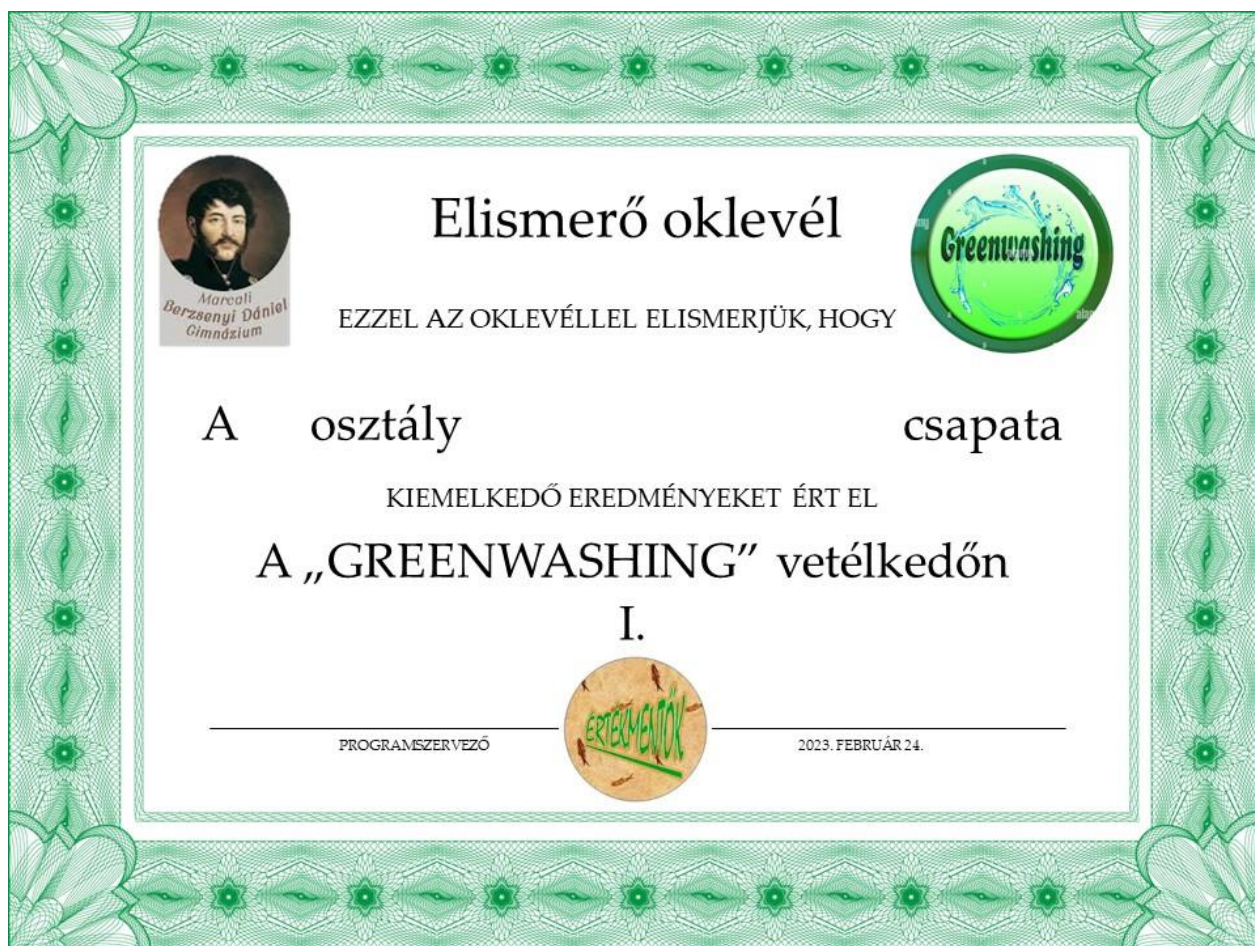 Elismerő oklevél
Marcali
Berzsenyi Dániel
Gimnázium
Greenwashing
EZZEL AZ OKLEVÉLLEL ELISMERJÜK, HOGY
A osztály csapata
KIEMELKEDŐ EREDMÉNYEKET ÉRT EL
A „GREENWASHING” vetélkedőn
I.
ÉRTÉKMENTŐK
PROGRAMSZERVEZŐ
2023. FEBRUÁR 24.